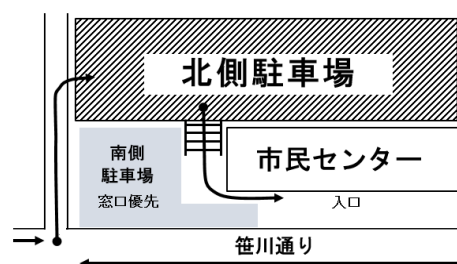 北側駐車場
南側
駐車場
窓口優先
市民センター
入口
笹川通り